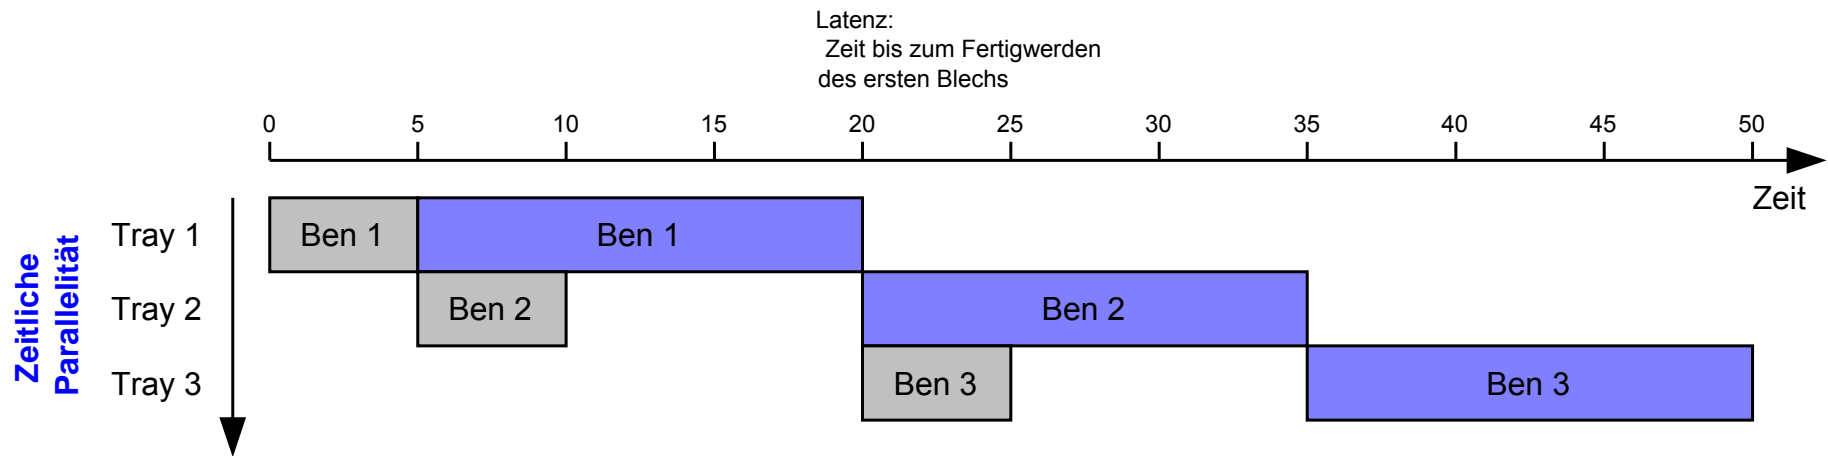 Latenz:
Zeit bis zum Fertigwerden
des ersten Blechs
0 5 10 15 20 25 30 35 40 45 50
Zeit
Zeitliche
Parallelität
Tray 1 Ben 1 Ben 1
Tray 2 Ben 2 Ben 2
Tray 3 Ben 3 Ben 3